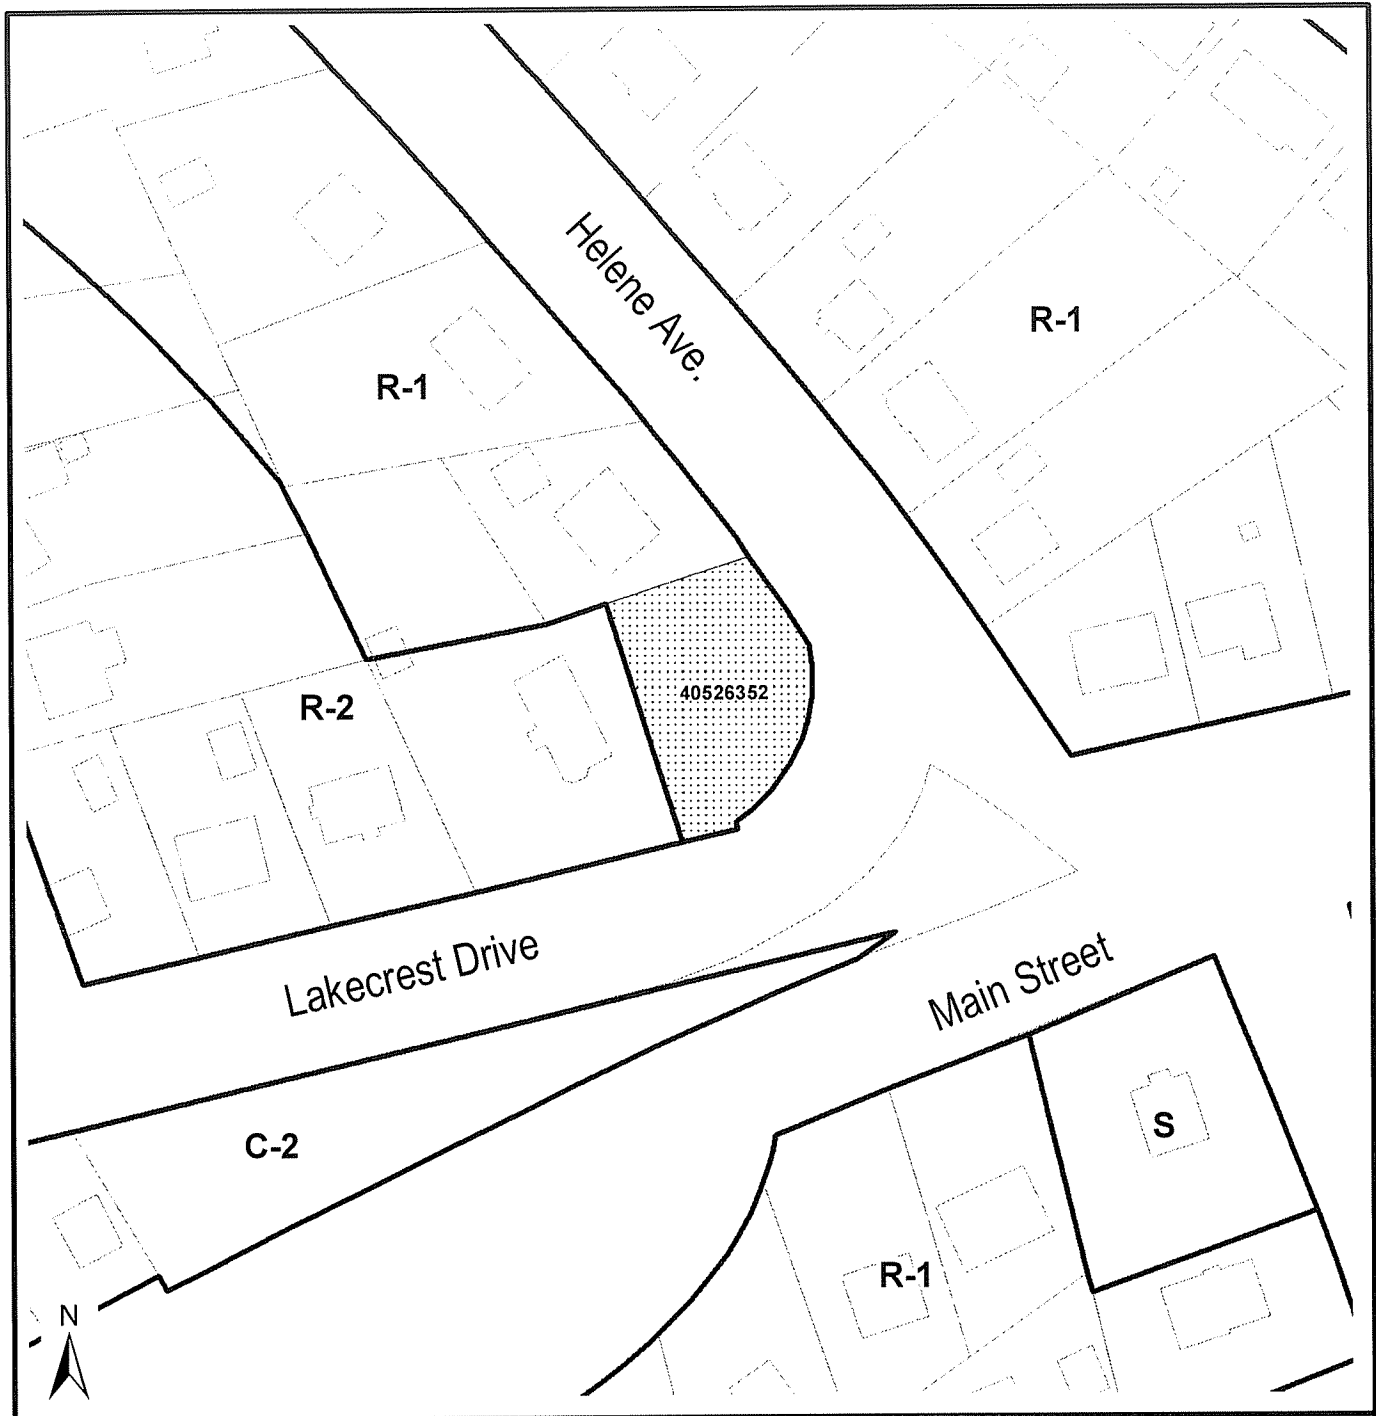 Helene Ave.
R-1
R-1
40526352
R-2
Lakecrest Drive
Main Street
C-2
S
R-1
N